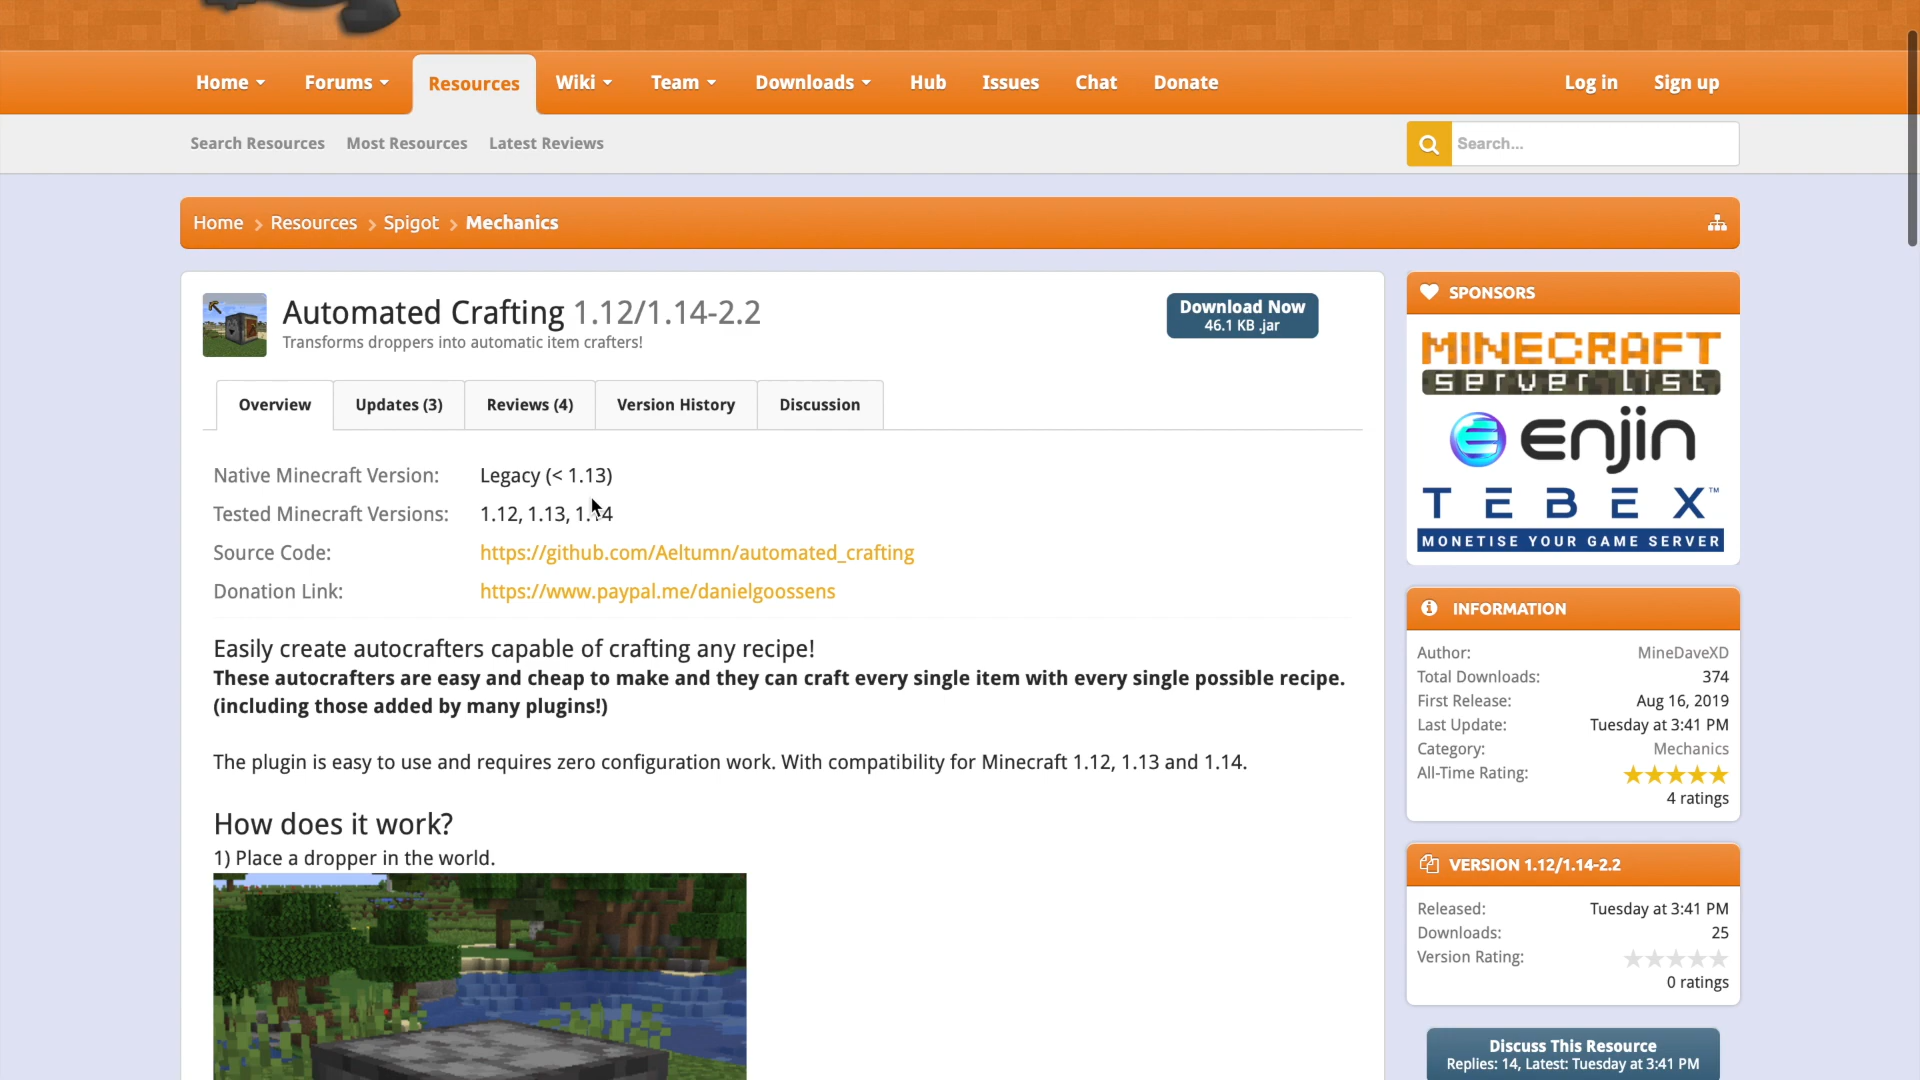 Home
Forums
Resources
Wiki
Team
Downloads
Hub
Issues
Chat
Donate
Log in
Sign up
Search Resources
Most Resources
Latest Reviews
Search...
Home
Resources
Spigot
Mechanics
Automated Crafting 1.12/1.14-2.2
Transforms droppers into automatic item crafters!
Download Now
46.1 KB .jar
Overview
Updates (3)
Reviews (4)
Version History
Discussion
Native Minecraft Version: Legacy (< 1.13)
Tested Minecraft Versions: 1.12, 1.13, 1.14
Source Code: https://github.com/Aeltumn/automated_crafting
Donation Link: https://www.paypal.me/danielgoossens
Easily create autocrafters capable of crafting any recipe!
These autocrafters are easy and cheap to make and they can craft every single item with every single possible recipe.
(including those added by many plugins!)
The plugin is easy to use and requires zero configuration work. With compatibility for Minecraft 1.12, 1.13 and 1.14.
How does it work?
1) Place a dropper in the world.
SPONSORS
MINECRAFT
server list
enjin
TEBEX™
MONETISE YOUR GAME SERVER
INFORMATION
Author: MineDaveXD
Total Downloads: 374
First Release: Aug 16, 2019
Last Update: Tuesday at 3:41 PM
Category: Mechanics
All-Time Rating:
4 ratings
VERSION 1.12/1.14-2.2
Released: Tuesday at 3:41 PM
Downloads: 25
Version Rating:
0 ratings
Discuss This Resource
Replies: 14, Latest: Tuesday at 3:41 PM